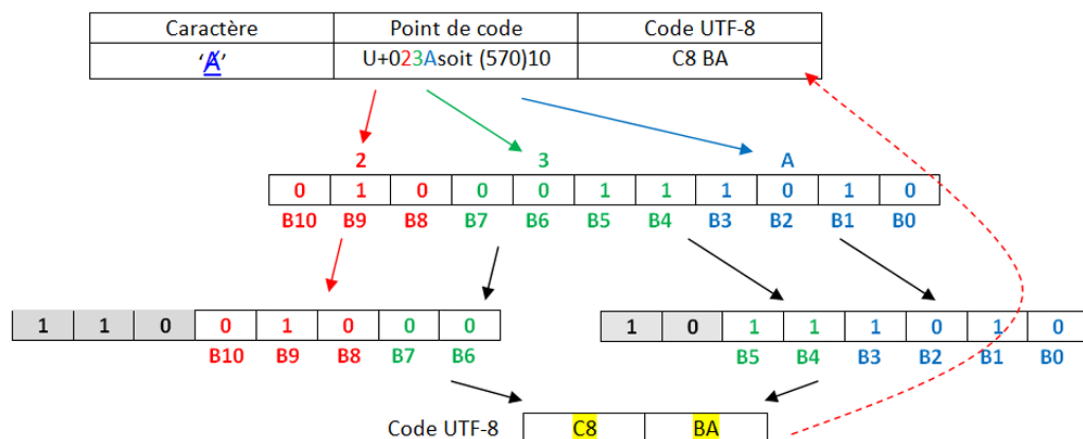 Caractère Point de code Code UTF-8
‘Ⱥ’ U+023Asoit (570)10 C8 BA
2 3 A
0 1 0 0 0 1 1 1 0 1 0
B10 B9 B8 B7 B6 B5 B4 B3 B2 B1 B0
1 1 0 0 1 0 0 0 1 0 1 1 1 0 1 0
B10 B9 B8 B7 B6 B5 B4 B3 B2 B1 B0
Code UTF-8 C8 BA